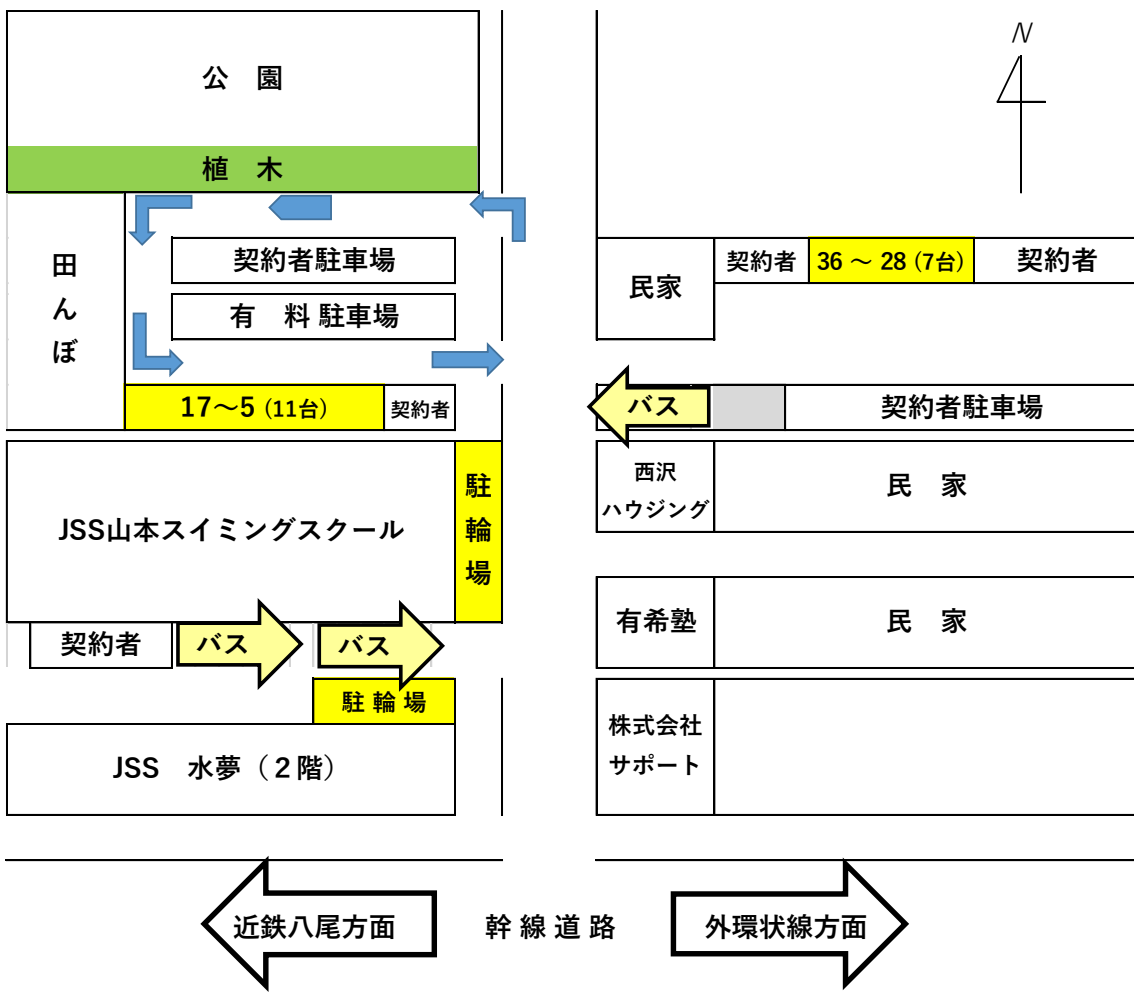 公 園
N
植 木
契約者駐車場
契約者
36 ～ 28 (7台)
契約者
民家
田んぼ
有 料 駐車場
17～5 (11台)
契約者
バス
契約者駐車場
西沢
ハウジング
民 家
駐輪場
JSS山本スイミングスクール
有希塾
民 家
契約者
バス
バス
駐 輪 場
株式会社
サポート
JSS 水夢（２階）
近鉄八尾方面
幹 線 道 路
外環状線方面